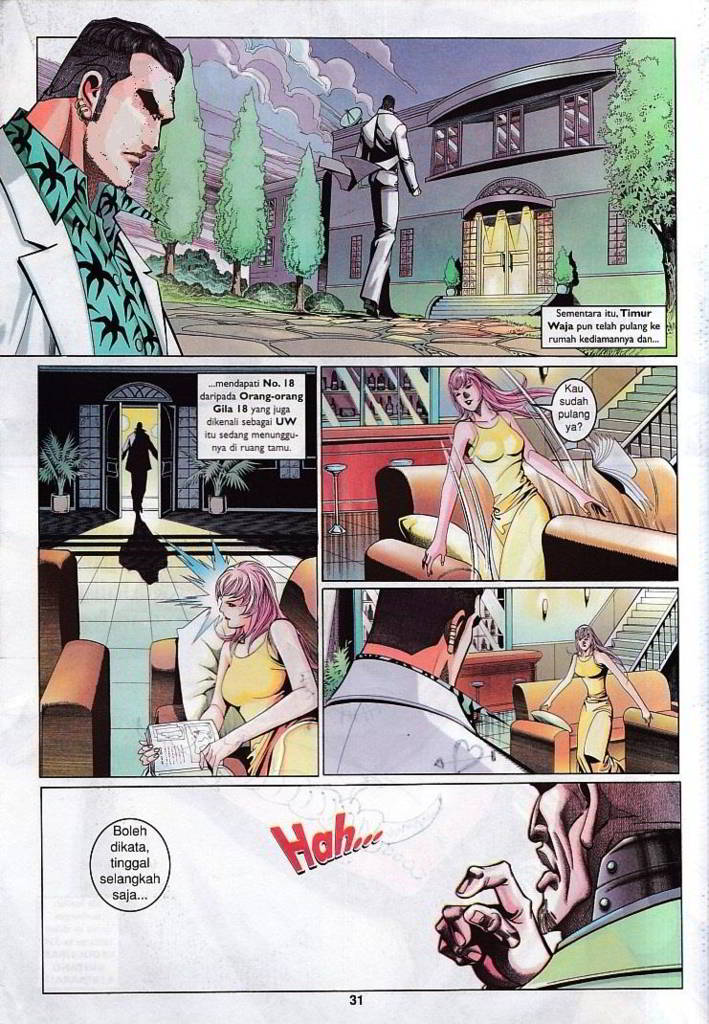 Sementara itu, Timur
Waja pun telah pulang ke
rumah kediamannya dan...
...mendapati No. 18
daripada Orang-orang
Gila 18 yang juga
dikenali sebagai UW
itu sedang menunggu-
nya di ruang tamu.
Kau
sudah
pulang
ya?
Boleh
dikata,
tinggal
selangkah
saja...
Hah...
31